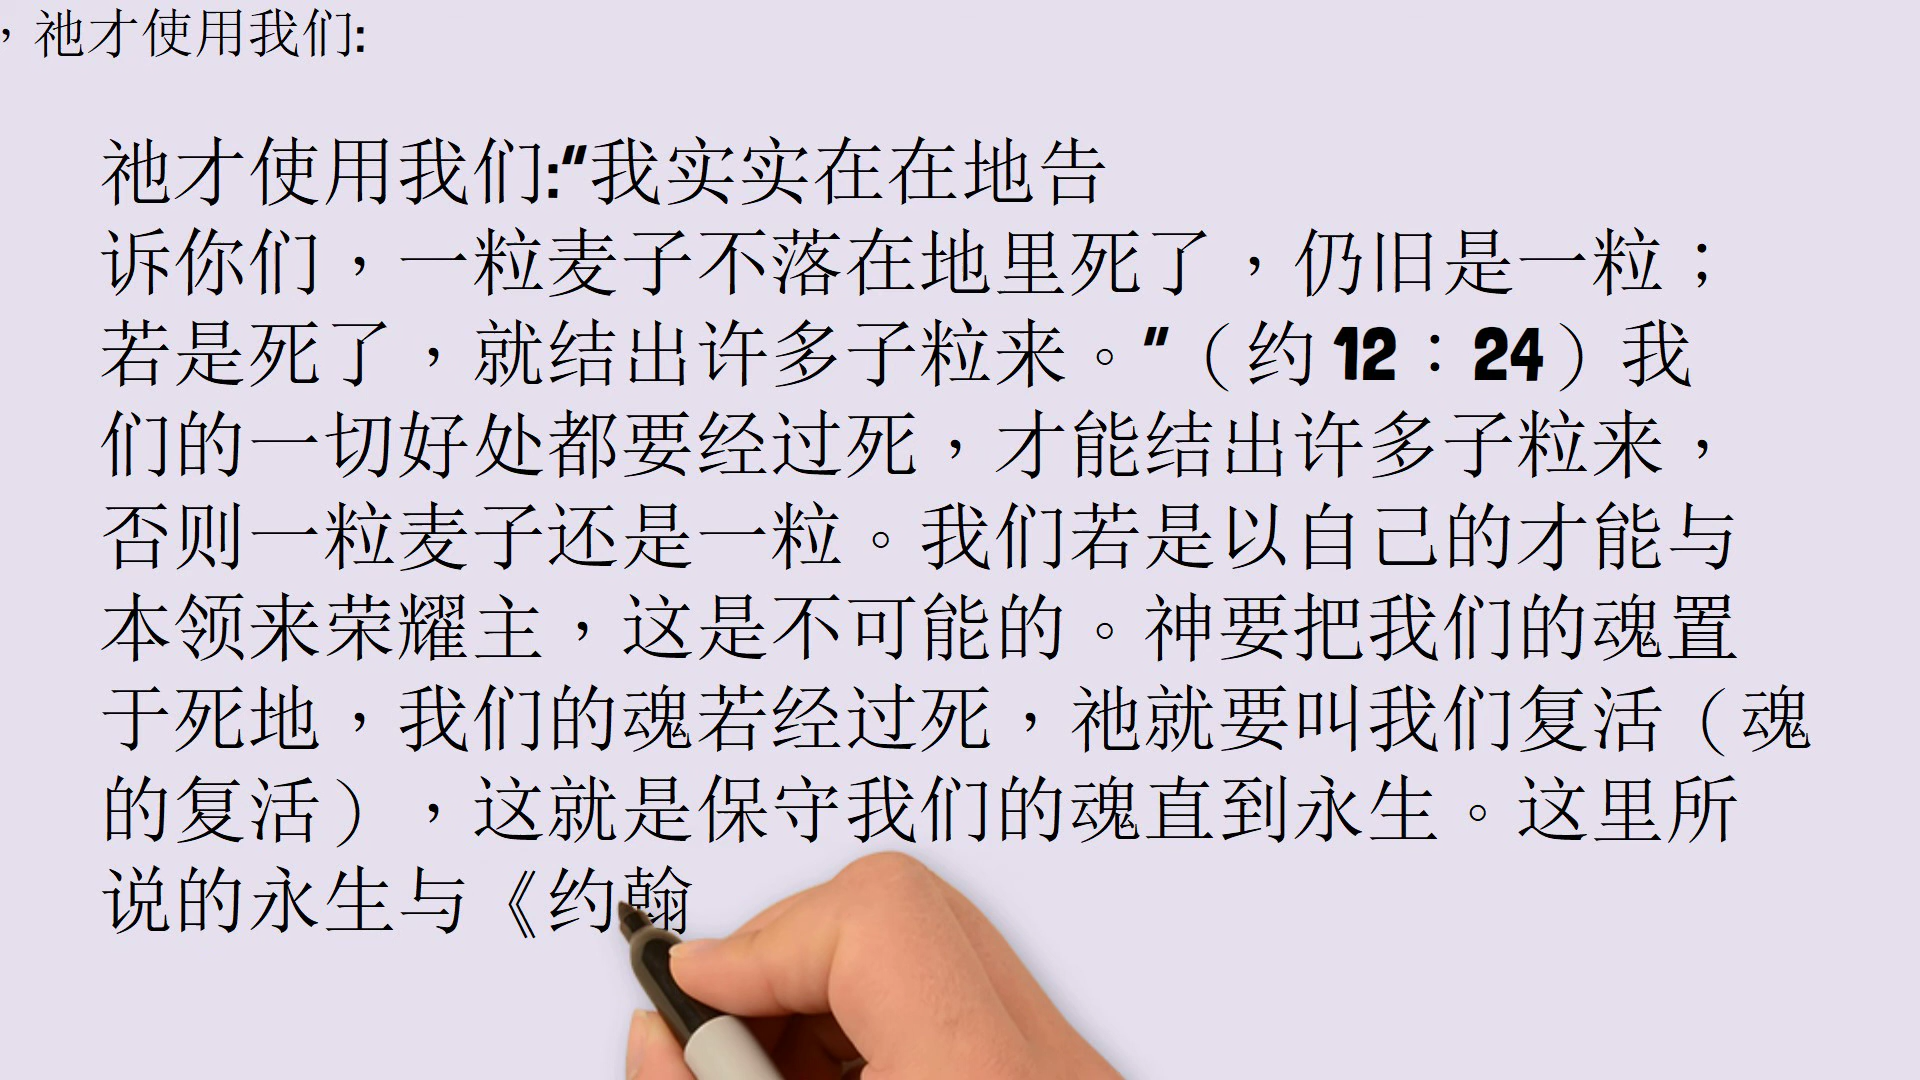 ，祂才使用我们:
祂才使用我们:“我实实在在地告
诉你们，一粒麦子不落在地里死了，仍旧是一粒；
若是死了，就结出许多子粒来。”（约 12：24）我
们的一切好处都要经过死，才能结出许多子粒来，
否则一粒麦子还是一粒。我们若是以自己的才能与
本领来荣耀主，这是不可能的。神要把我们的魂置
于死地，我们的魂若经过死，祂就要叫我们复活（魂
的复活），这就是保守我们的魂直到永生。这里所
说的永生与《约翰